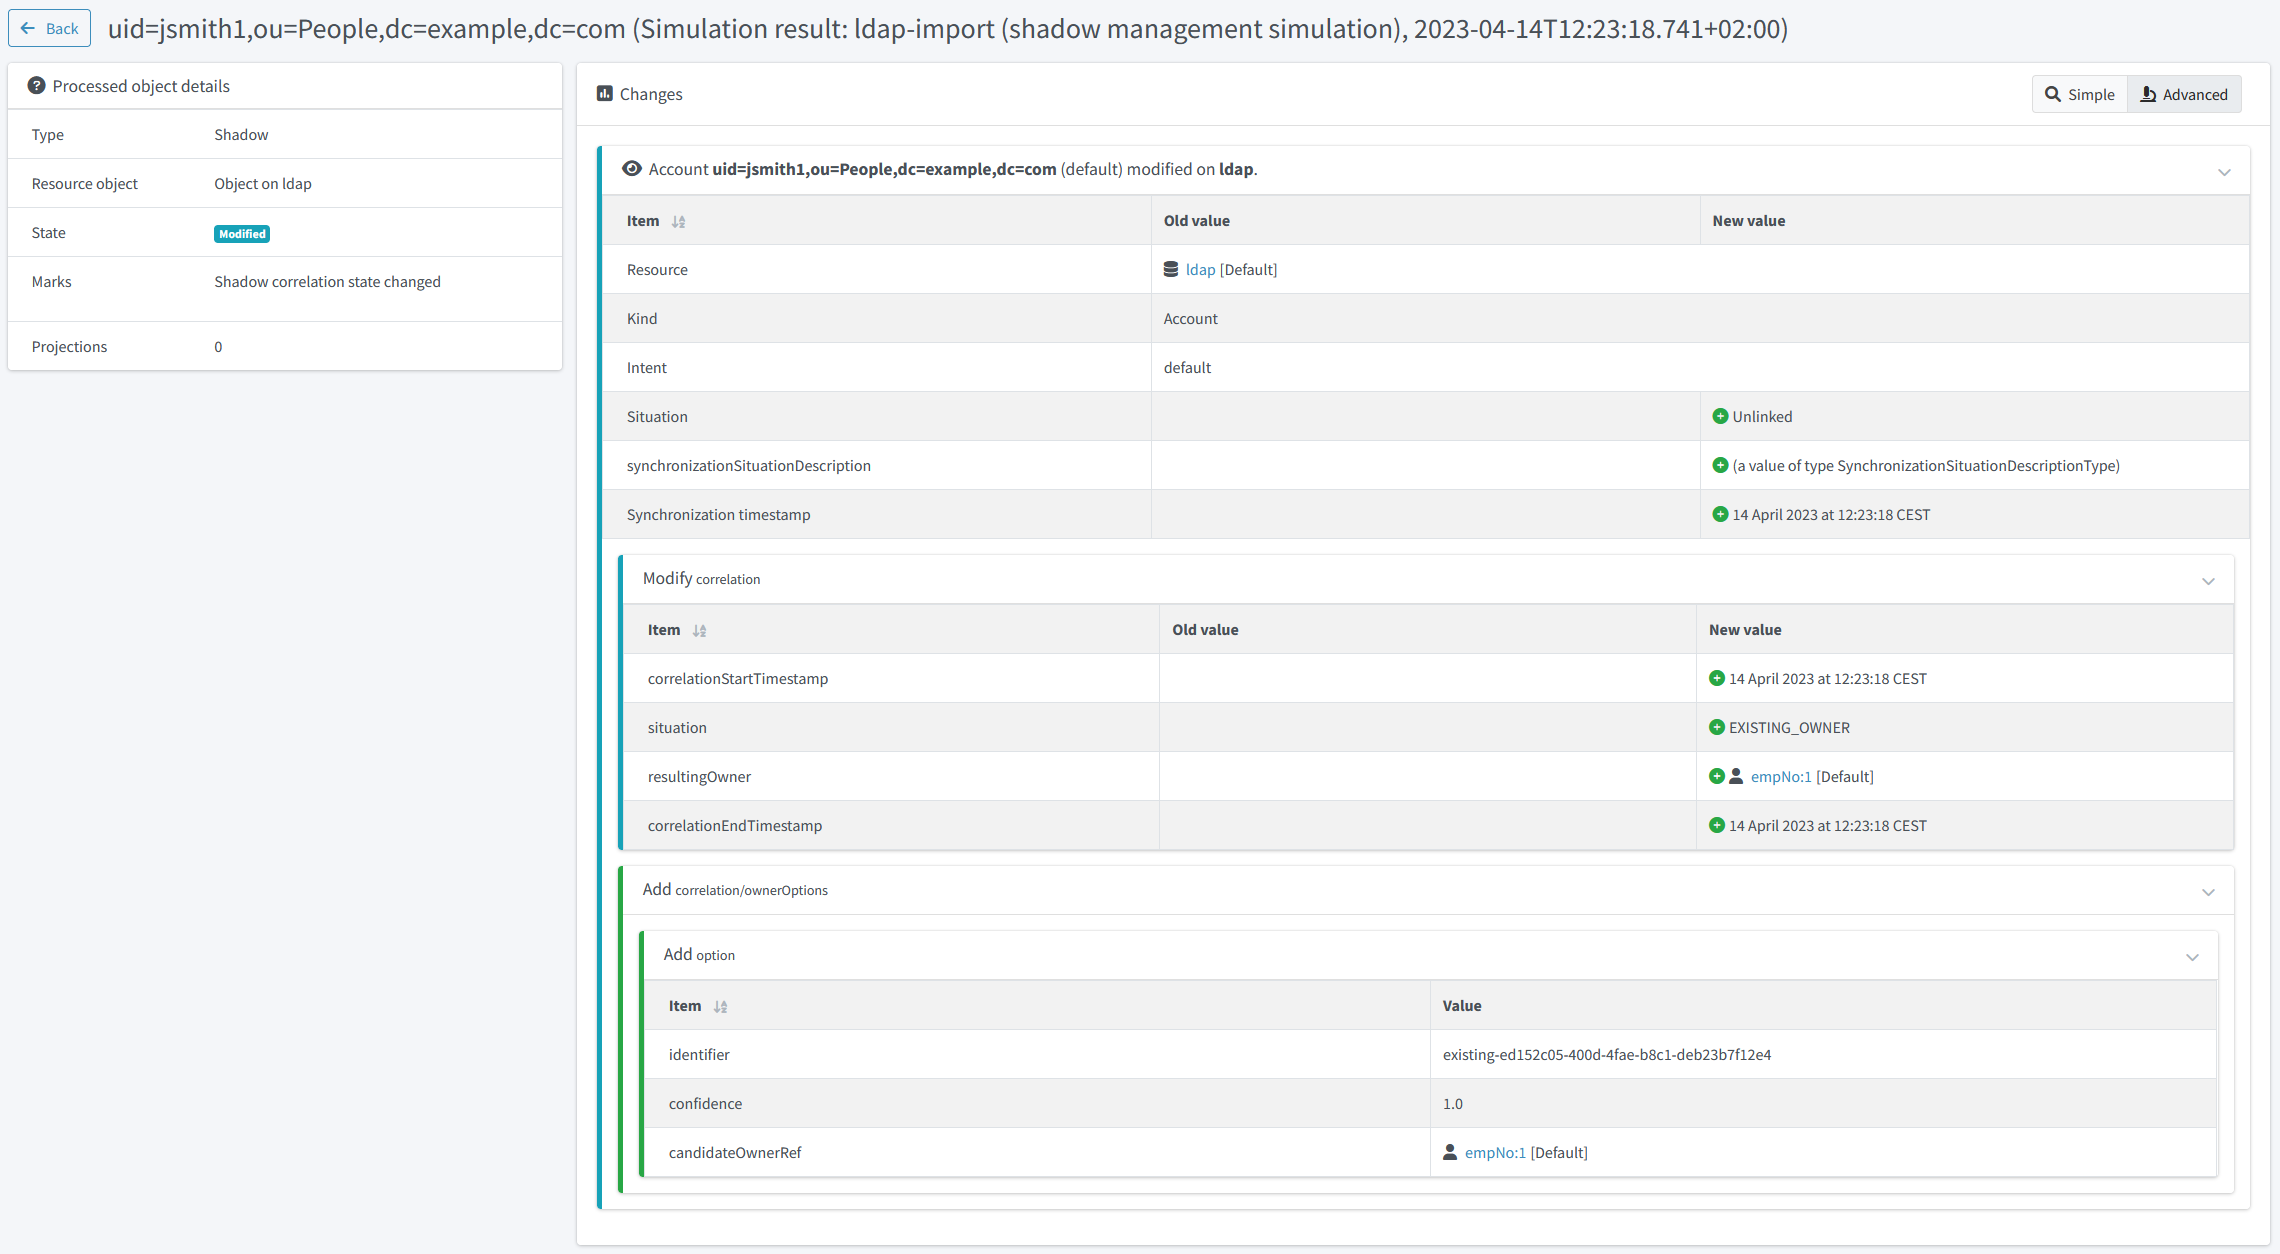 Back
uid=jsmith1,ou=People,dc=example,dc=com (Simulation result: ldap-import (shadow management simulation), 2023-04-14T12:23:18.741+02:00)
Processed object details
Type Shadow
Resource object Object on ldap
State Modified
Marks Shadow correlation state changed
Projections 0
Changes
Simple Advanced
Account uid=jsmith1,ou=People,dc=example,dc=com (default) modified on ldap.
Item Old value New value
Resource ldap [Default]
Kind Account
Intent default
Situation Unlinked
synchronizationSituationDescription (a value of type SynchronizationSituationDescriptionType)
Synchronization timestamp 14 April 2023 at 12:23:18 CEST
Modify correlation
Item Old value New value
correlationStartTimestamp 14 April 2023 at 12:23:18 CEST
situation EXISTING_OWNER
resultingOwner empNo:1 [Default]
correlationEndTimestamp 14 April 2023 at 12:23:18 CEST
Add correlation/ownerOptions
Add option
Item Value
identifier existing-ed152c05-400d-4fae-b8c1-deb23b7f12e4
confidence 1.0
candidateOwnerRef empNo:1 [Default]